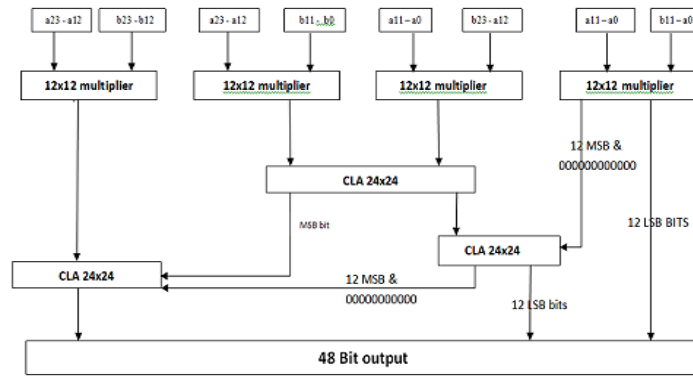 a23 - a12
b23 - b12
a23 - a12
b11 - b0
a11 – a0
b23 - a12
a11 – a0
b11 – a0
12x12 multiplier
12x12 multiplier
12x12 multiplier
12x12 multiplier
12 MSB &
000000000000
CLA 24x24
MSB bit
12 LSB BITS
CLA 24x24
CLA 24x24
12 MSB &
00000000000
12 LSB bits
48 Bit output